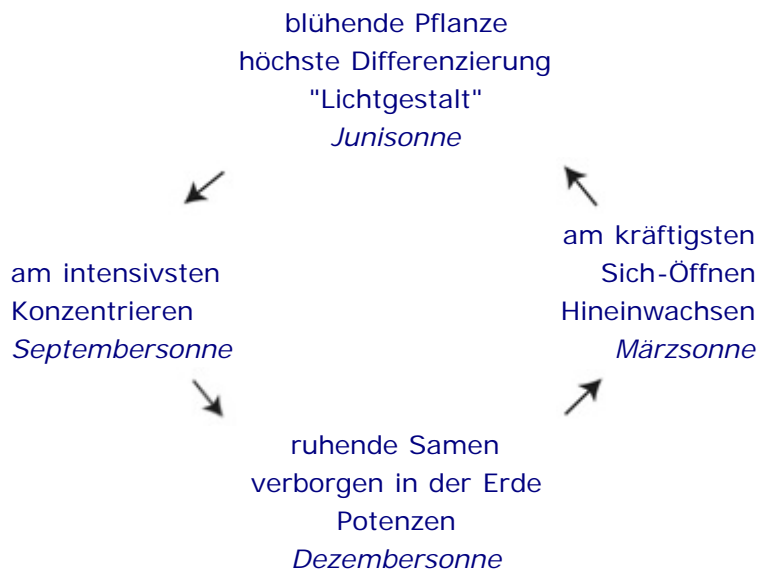 blühende Pflanze
höchste Differenzierung
"Lichtgestalt"
Junisonne
am intensivsten
Konzentrieren
Septembersonne
am kräftigsten
Sich-Öffnen
Hineinwachsen
Märzsonne
ruhende Samen
verborgen in der Erde
Potenzen
Dezembersonne